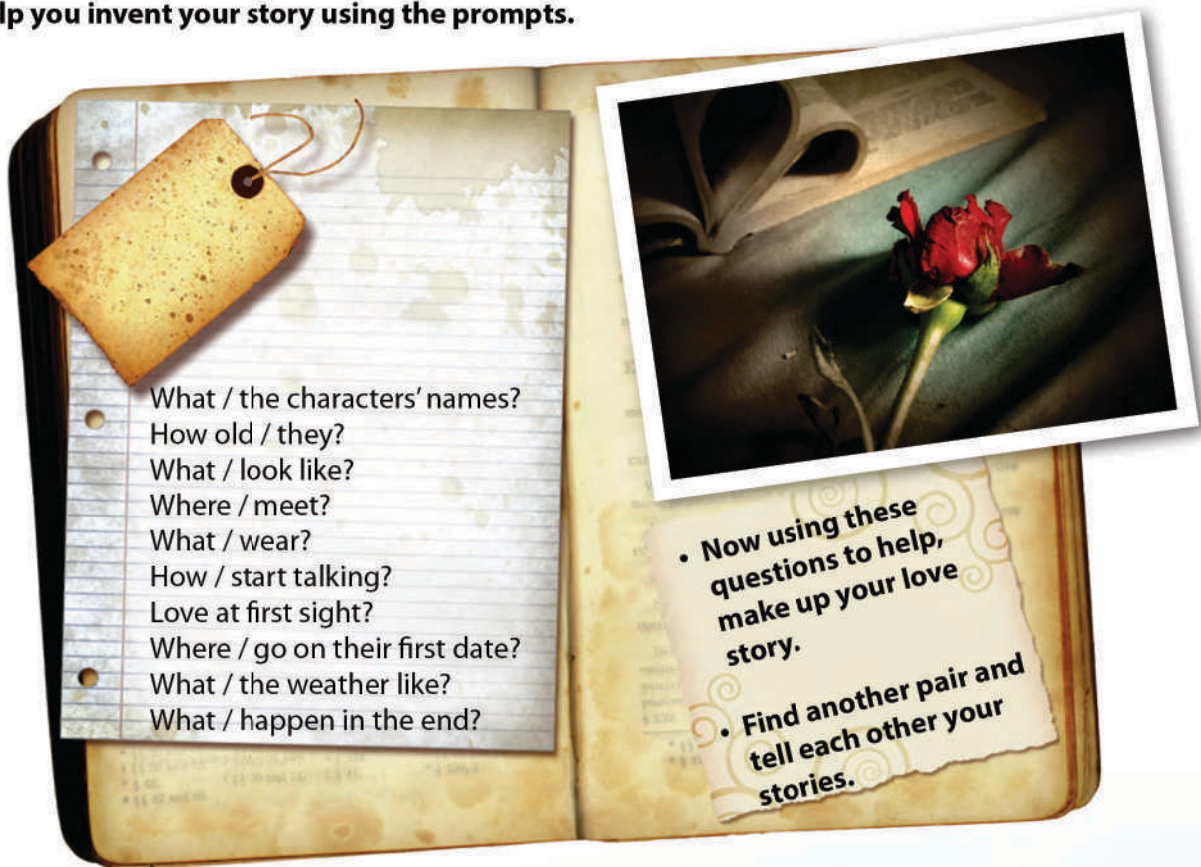 lp you invent your story using the prompts.
What / the characters' names?
How old / they?
What / look like?
Where / meet?
What / wear?
How / start talking?
Love at first sight?
Where / go on their first date?
What / the weather like?
What / happen in the end?
• Now using these
questions to help,
make up your love
story.
• Find another pair and
tell each other your
stories.